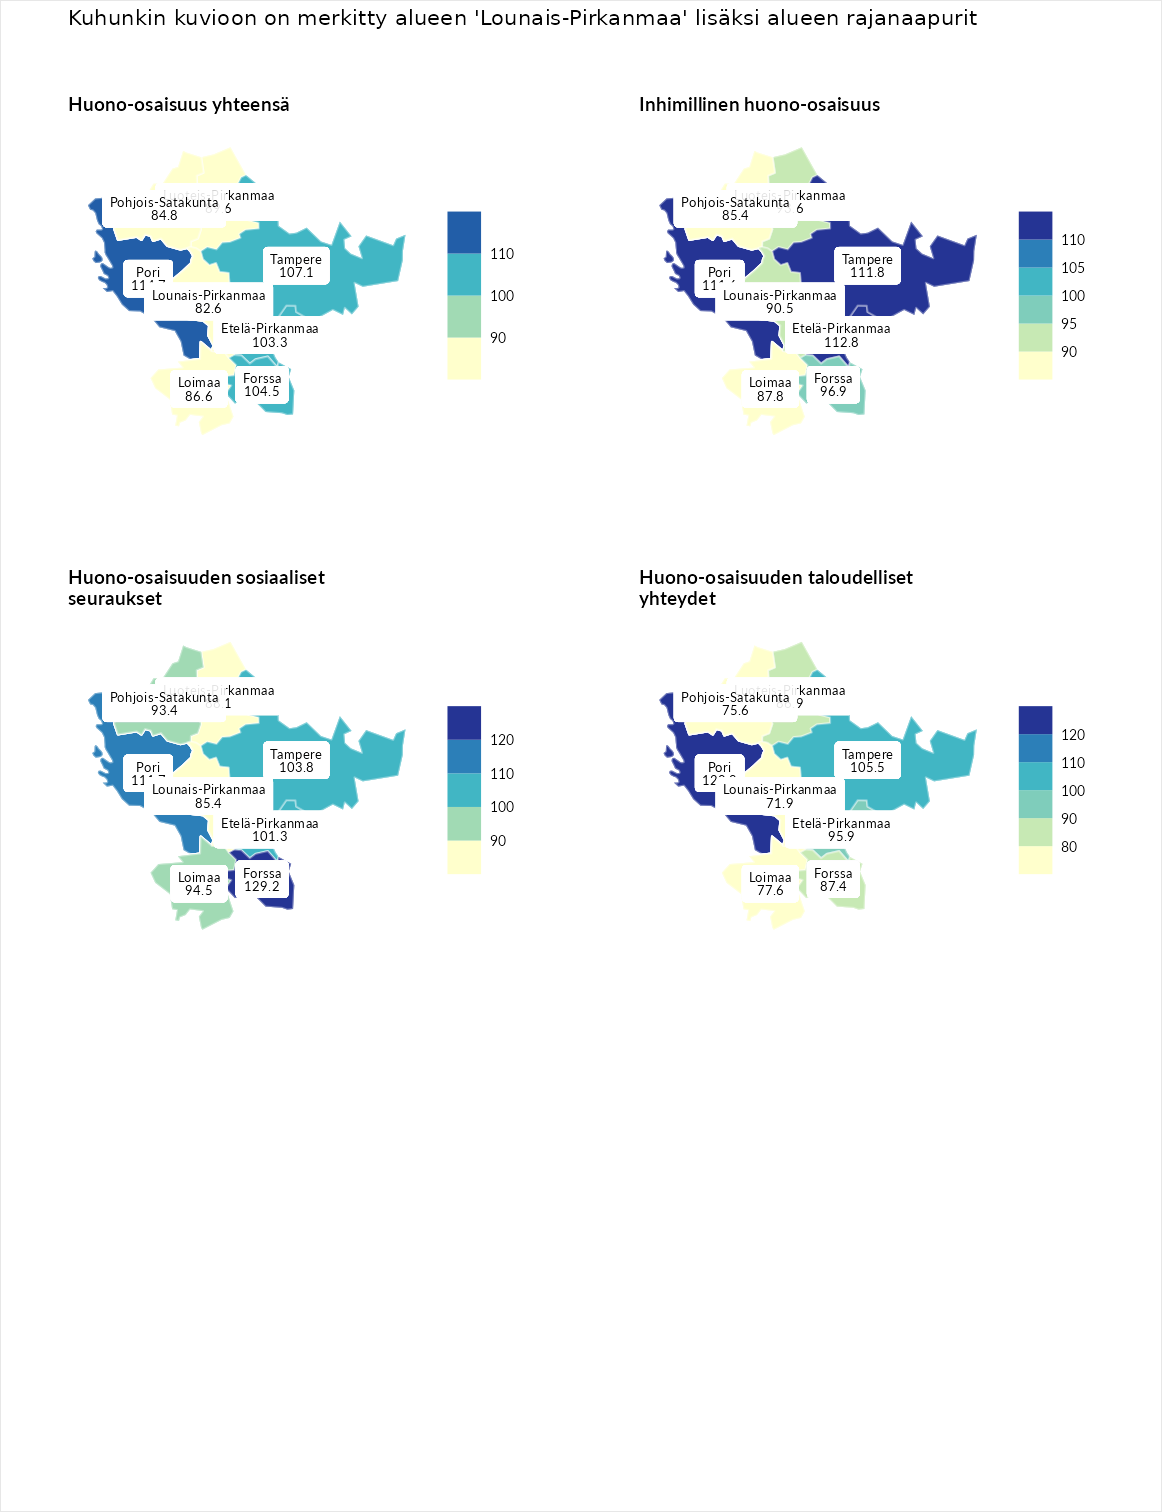 Kuhunkin kuvioon on merkitty alueen 'Lounais-Pirkanmaa' lisäksi alueen rajanaapurit
Huono-osaisuus yhteensä
Pohjois-Satakunta
84.8
Tampere
107.1
Pori
Lounais-Pirkanmaa
82.6
Etelä-Pirkanmaa
103.3
Loimaa
86.6
Forssa
104.5
110
100
90
Inhimillinen huono-osaisuus
Pohjois-Satakunta
85.4
Tampere
111.8
Pori
Lounais-Pirkanmaa
90.5
Etelä-Pirkanmaa
112.8
Loimaa
87.8
Forssa
96.9
110
105
100
95
90
Huono-osaisuuden sosiaaliset
seuraukset
Pohjois-Satakunta
93.4
Tampere
103.8
Pori
Lounais-Pirkanmaa
85.4
Etelä-Pirkanmaa
101.3
Loimaa
94.5
Forssa
129.2
120
110
100
90
Huono-osaisuuden taloudelliset
yhteydet
Pohjois-Satakunta
75.6
Tampere
105.5
Pori
Lounais-Pirkanmaa
71.9
Etelä-Pirkanmaa
95.9
Loimaa
77.6
Forssa
87.4
120
110
100
90
80